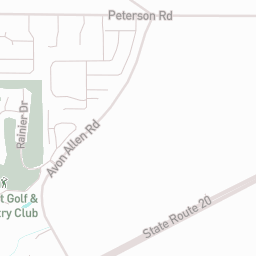 Peterson Rd
Rainier Dr
Avon Allen Rd
t Golf &
try Club
State Route 20